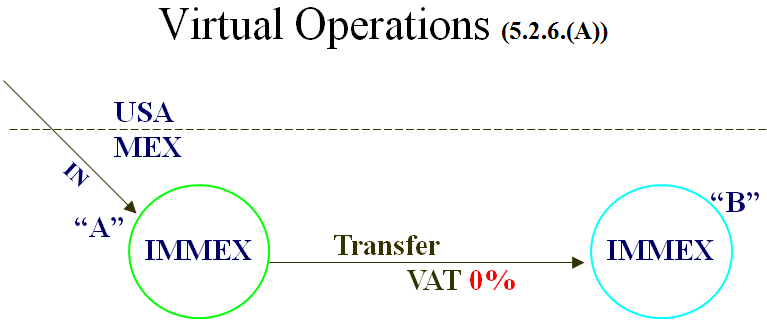 Virtual Operations (5.2.6.(A))
USA
MEX
IN
“A”
“B”
IMMEX
Transfer
IMMEX
VAT 0%